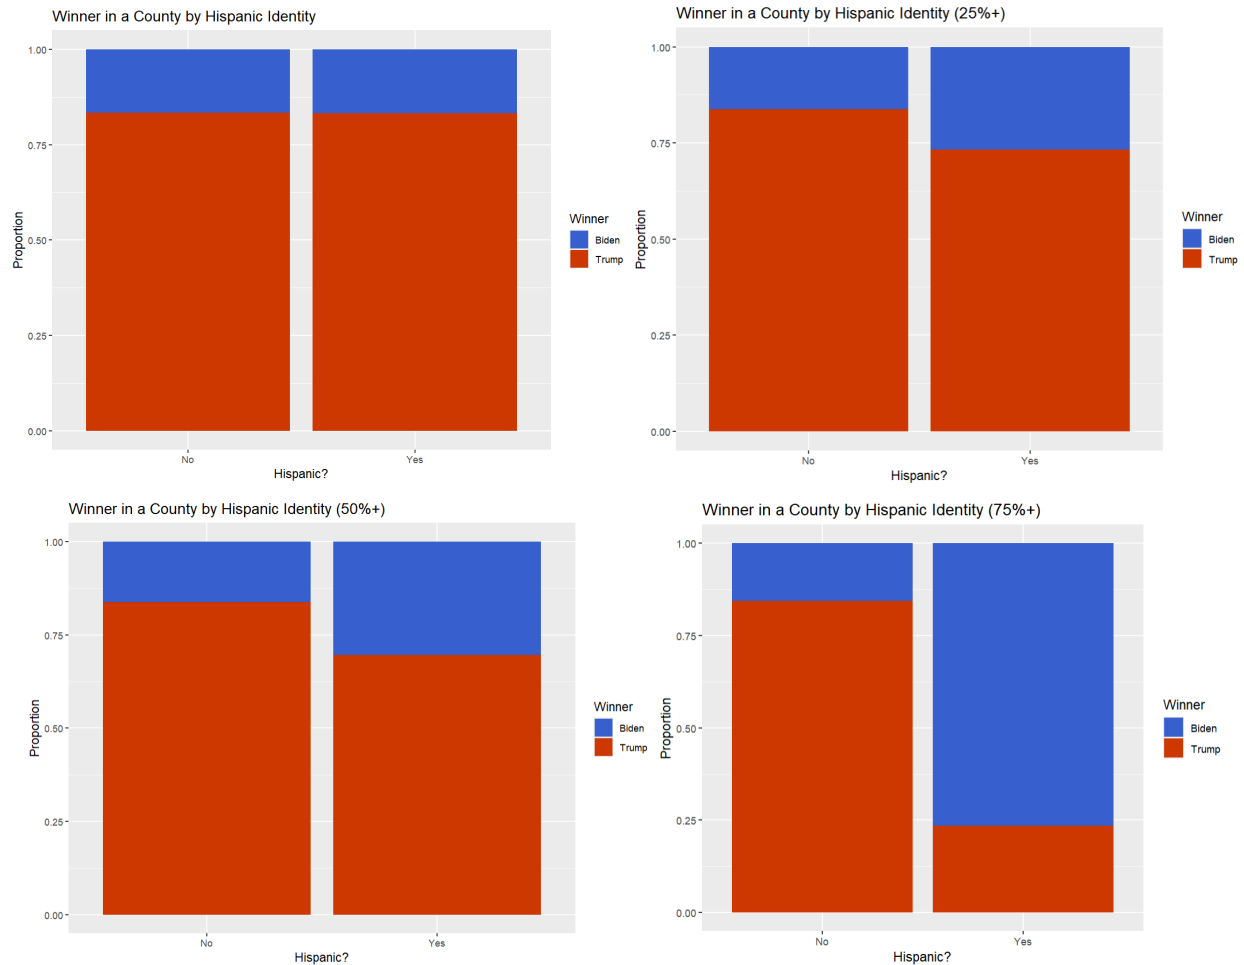 Winner in a County by Hispanic Identity
1.00
0.75
0.50
0.25
0.00
Proportion
No
Yes
Hispanic?
Winner
Biden
Trump
Winner in a County by Hispanic Identity (25%+)
1.00
0.75
0.50
0.25
0.00
Proportion
No
Yes
Hispanic?
Winner
Biden
Trump
Winner in a County by Hispanic Identity (50%+)
1.00
0.75
0.50
0.25
0.00
Proportion
No
Yes
Hispanic?
Winner
Biden
Trump
Winner in a County by Hispanic Identity (75%+)
1.00
0.75
0.50
0.25
0.00
Proportion
No
Yes
Hispanic?
Winner
Biden
Trump